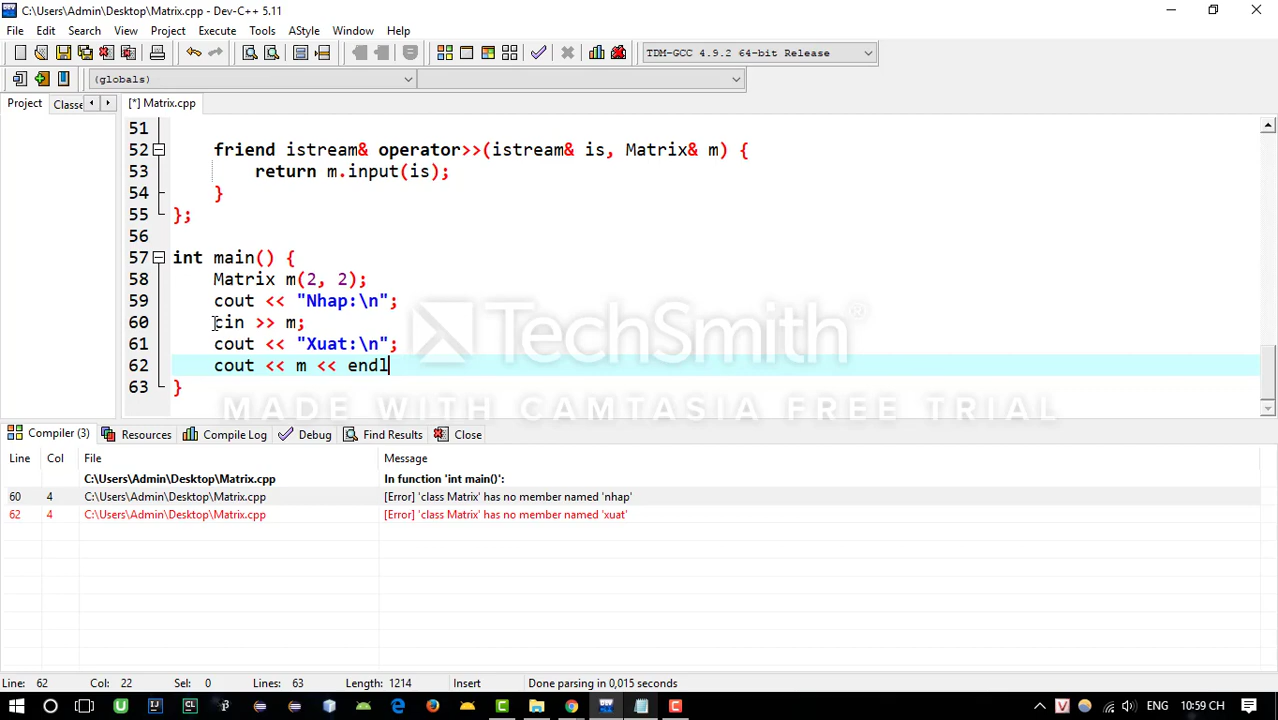 C:\Users\Admin\Desktop\Matrix.cpp - Dev-C++ 5.11
File Edit Search View Project Execute Tools AStyle Window Help
TDM-GCC 4.9.2 64-bit Release
(globals)
Project Classe [*] Matrix.cpp
51
52 friend istream& operator>>(istream& is, Matrix& m) {
53 return m.input(is);
54 }
55 };
56
57 int main() {
58 Matrix m(2, 2);
59 cout << "Nhap:\n";
60 cin >> m;
61 cout << "Xuat:\n";
62 cout << m << endl
63 }
TechSmith®
MADE WITH CAMTASIA FREE TRIAL
Compiler (3) Resources Compile Log Debug Find Results Close
Line Col File Message
C:\Users\Admin\Desktop\Matrix.cpp In function 'int main()':
60 4 C:\Users\Admin\Desktop\Matrix.cpp [Error] 'class Matrix' has no member named 'nhap'
62 4 C:\Users\Admin\Desktop\Matrix.cpp [Error] 'class Matrix' has no member named 'xuat'
Line: 62 Col: 22 Sel: 0 Lines: 63 Length: 1214 Insert Done parsing in 0,015 seconds
ENG 10:59 CH